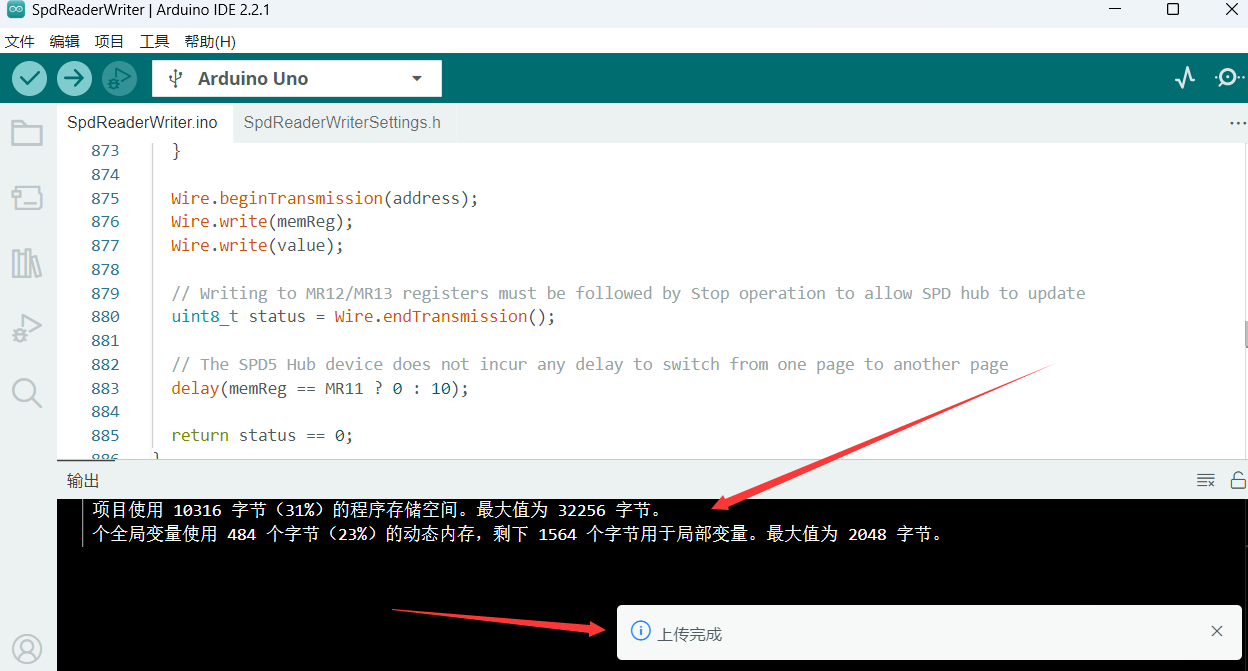 SpdReaderWriter | Arduino IDE 2.2.1
文件 编辑 项目 工具 帮助(H)
Arduino Uno
SpdReaderWriter.ino SpdReaderWriterSettings.h
873 }
874
875 Wire.beginTransmission(address);
876 Wire.write(memReg);
877 Wire.write(value);
878
879 // Writing to MR12/MR13 registers must be followed by Stop operation to allow SPD hub to update
880 uint8_t status = Wire.endTransmission();
881
882 // The SPD5 Hub device does not incur any delay to switch from one page to another page
883 delay(memReg == MR11 ? 0 : 10);
884
885 return status == 0;
886 }
输出
项目使用 10316 字节（31%）的程序存储空间。最大值为 32256 字节。
个全局变量使用 484 个字节（23%）的动态内存，剩下 1564 个字节用于局部变量。最大值为 2048 字节。
上传完成